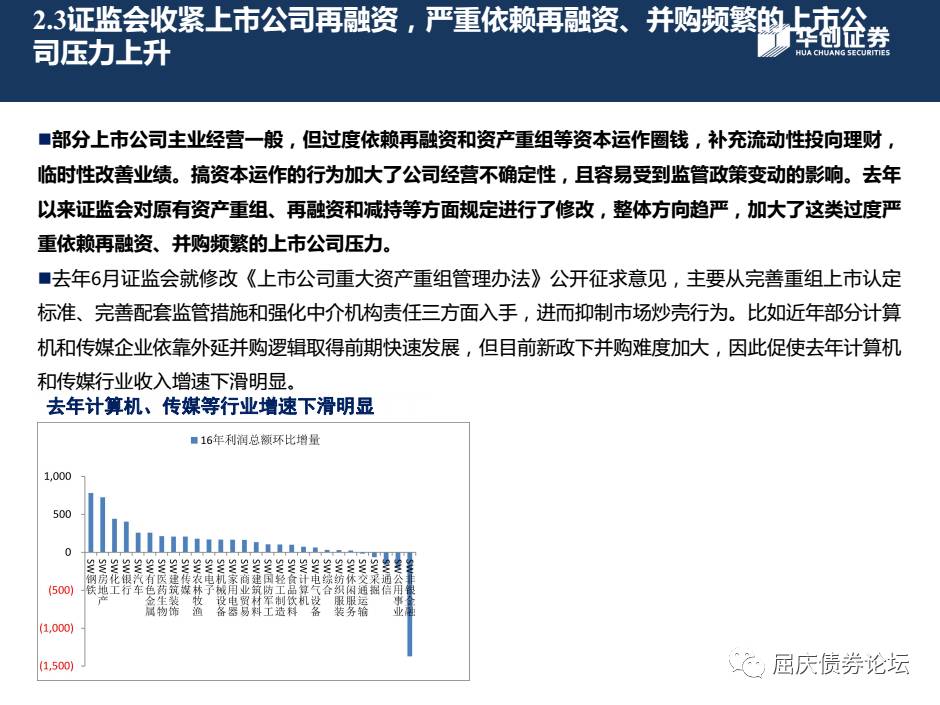 2.3证监会收紧上市公司再融资，严重依赖再融资、并购频繁的上市公
司压力上升
华创证券
HUA CHUANG SECURITIES
■部分上市公司主业经营一般，但过度依赖再融资和资产重组等资本运作圈钱，补充流动性投向理财，
临时性改善业绩。搞资本运作的行为加大了公司经营不确定性，且容易受到监管政策变动的影响。去年
以来证监会对原有资产重组、再融资和减持等方面规定进行了修改，整体方向趋严，加大了这类过度严
重依赖再融资、并购频繁的上市公司压力。
■去年6月证监会就修改《上市公司重大资产重组管理办法》公开征求意见，主要从完善重组上市认定
标准、完善配套监管措施和强化中介机构责任三方面入手，进而抑制市场炒壳行为。比如近年部分计算
机和传媒企业依靠外延并购逻辑取得前期快速发展，但目前新政下并购难度加大，因此促使去年计算机
和传媒行业收入增速下滑明显。
去年计算机、传媒等行业增速下滑明显
16年利润总额环比增量
1,000
500
0
(500)
(1,000)
(1,500)
SW钢铁
SW房地产
SW化工
SW银行
SW汽车
SW有色金属
SW医药生物
SW建筑装饰
SW传媒
SW农林牧渔
SW电子
SW机械设备
SW家用电器
SW商业贸易
SW建筑材料
SW国防军工
SW轻工制造
SW食品饮料
SW计算机
SW电气设备
SW综合
SW纺织服装
SW休闲服务
SW交通运输
SW采掘
SW通信
SW公用事业
SW非银金融
屈庆债券论坛